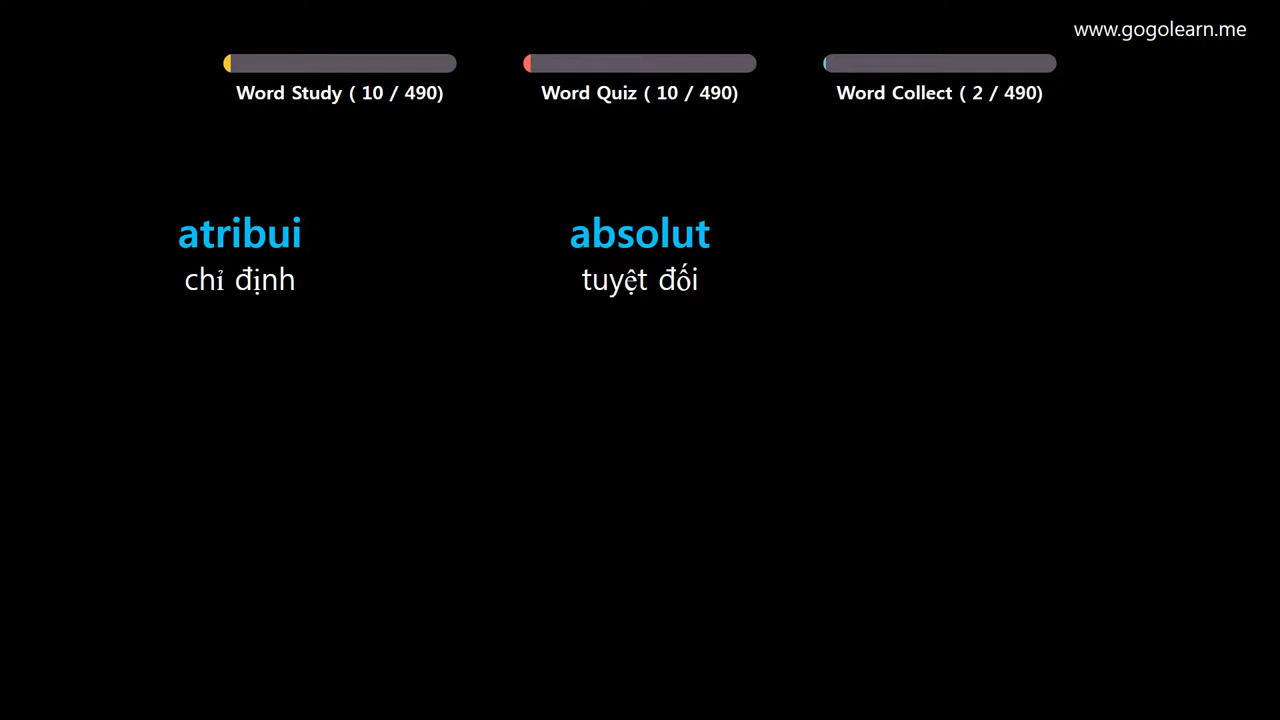 www.gogolearn.me
Word Study ( 10 / 490)
Word Quiz ( 10 / 490)
Word Collect ( 2 / 490)
atribui
chỉ định
absolut
tuyệt đối